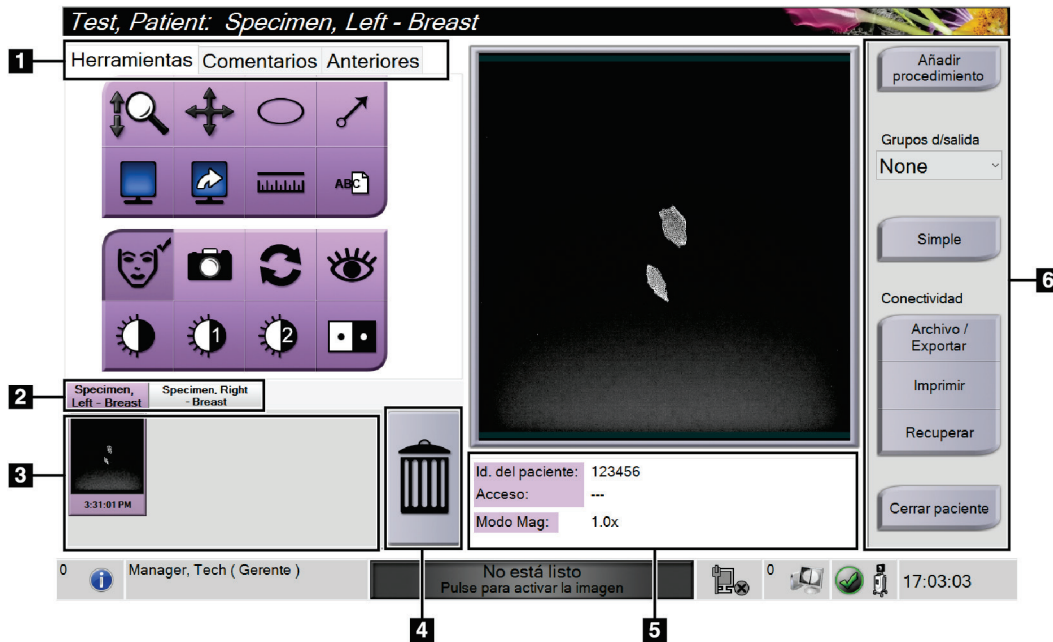 Test, Patient: Specimen, Left - Breast
1
Herramientas Comentarios Anteriores
ABC
1
2
2
Specimen,
Left - Breast
Specimen, Right
- Breast
3
3:31:01 PM
4
Id. del paciente: 123456
Acceso: ---
Modo Mag: 1.0x
5
Añadir
procedimiento
Grupos d/salida
None
Simple
Conectividad
Archivo /
Exportar
Imprimir
Recuperar
Cerrar paciente
6
0
Manager, Tech ( Gerente )
No está listo
Pulse para activar la imagen
0
17:03:03